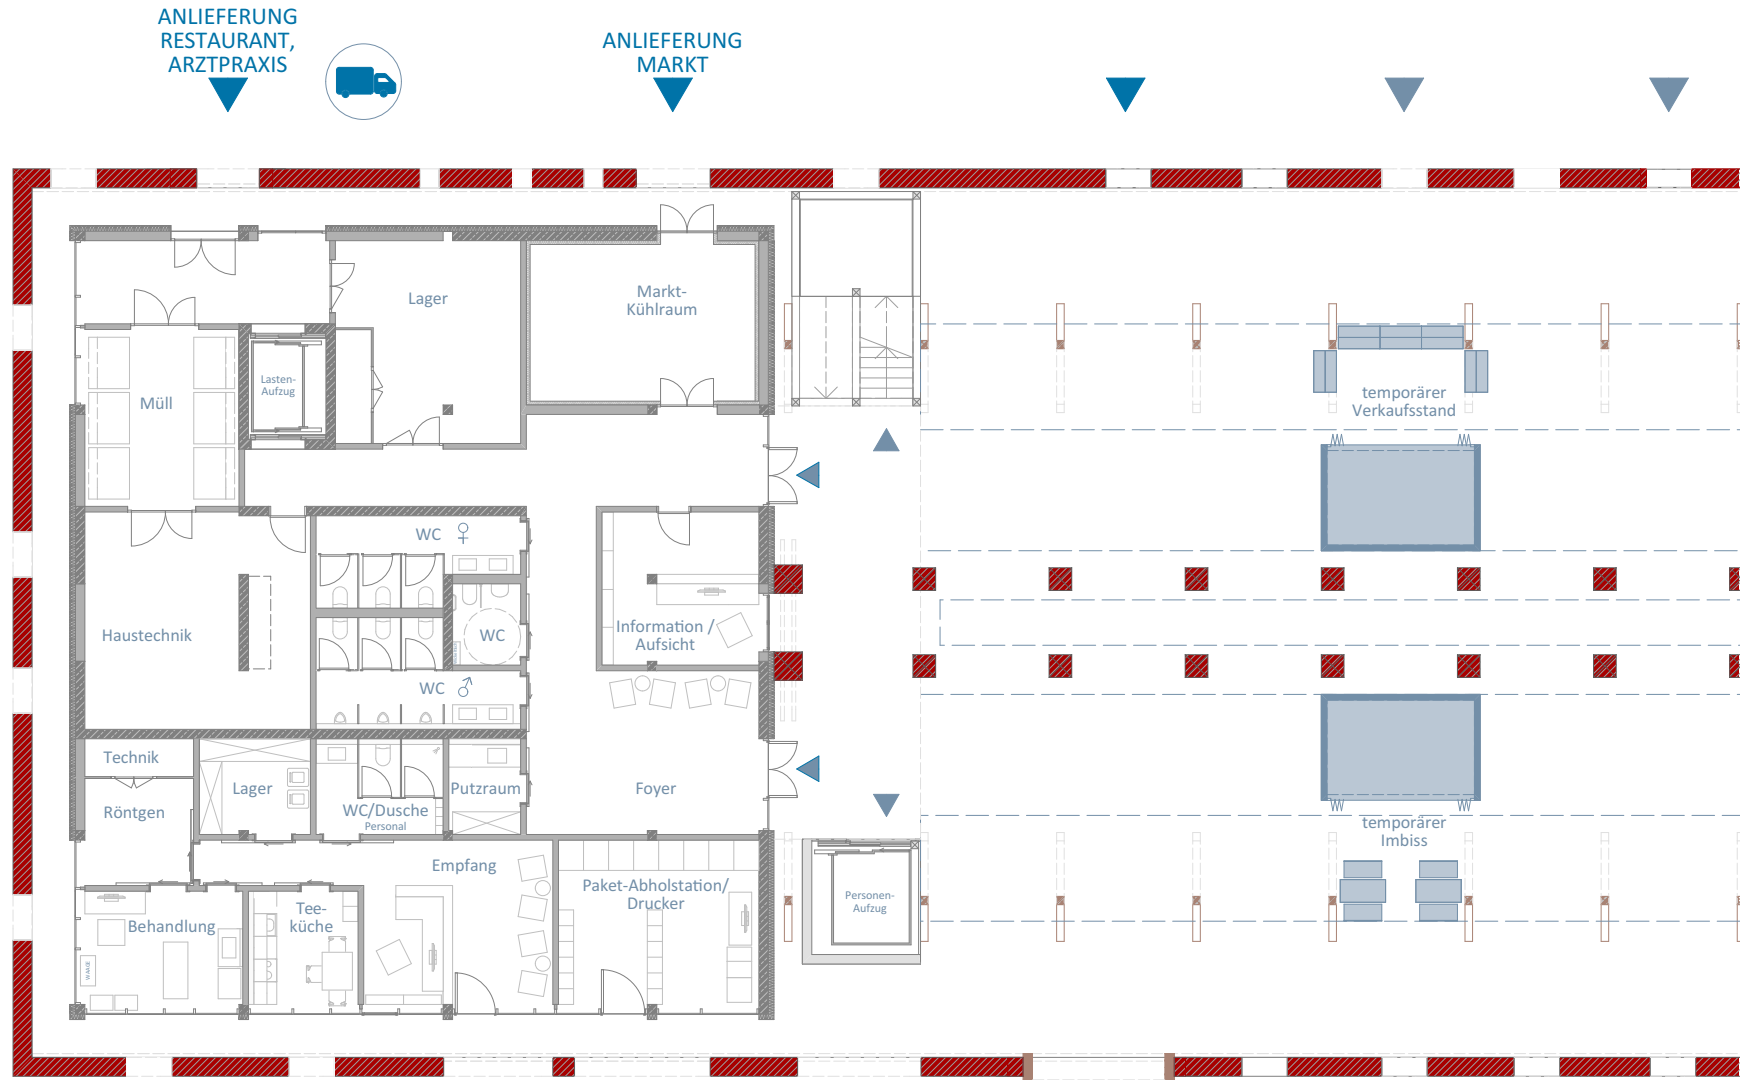 ANLIEFERUNG
RESTAURANT,
ARZTPRAXIS
ANLIEFERUNG
MARKT
Lager
Markt-
Kühlraum
Lasten-
Aufzug
Müll
temporärer
Verkaufsstand
WC
Haustechnik
WC
Information /
Aufsicht
WC
Technik
Lager
Röntgen
WC/Dusche
Personal
Putzraum
Foyer
temporärer
Imbiss
Empfang
Paket-Abholstation/
Drucker
Personen-
Aufzug
Behandlung
Tee-
küche
WAAGE